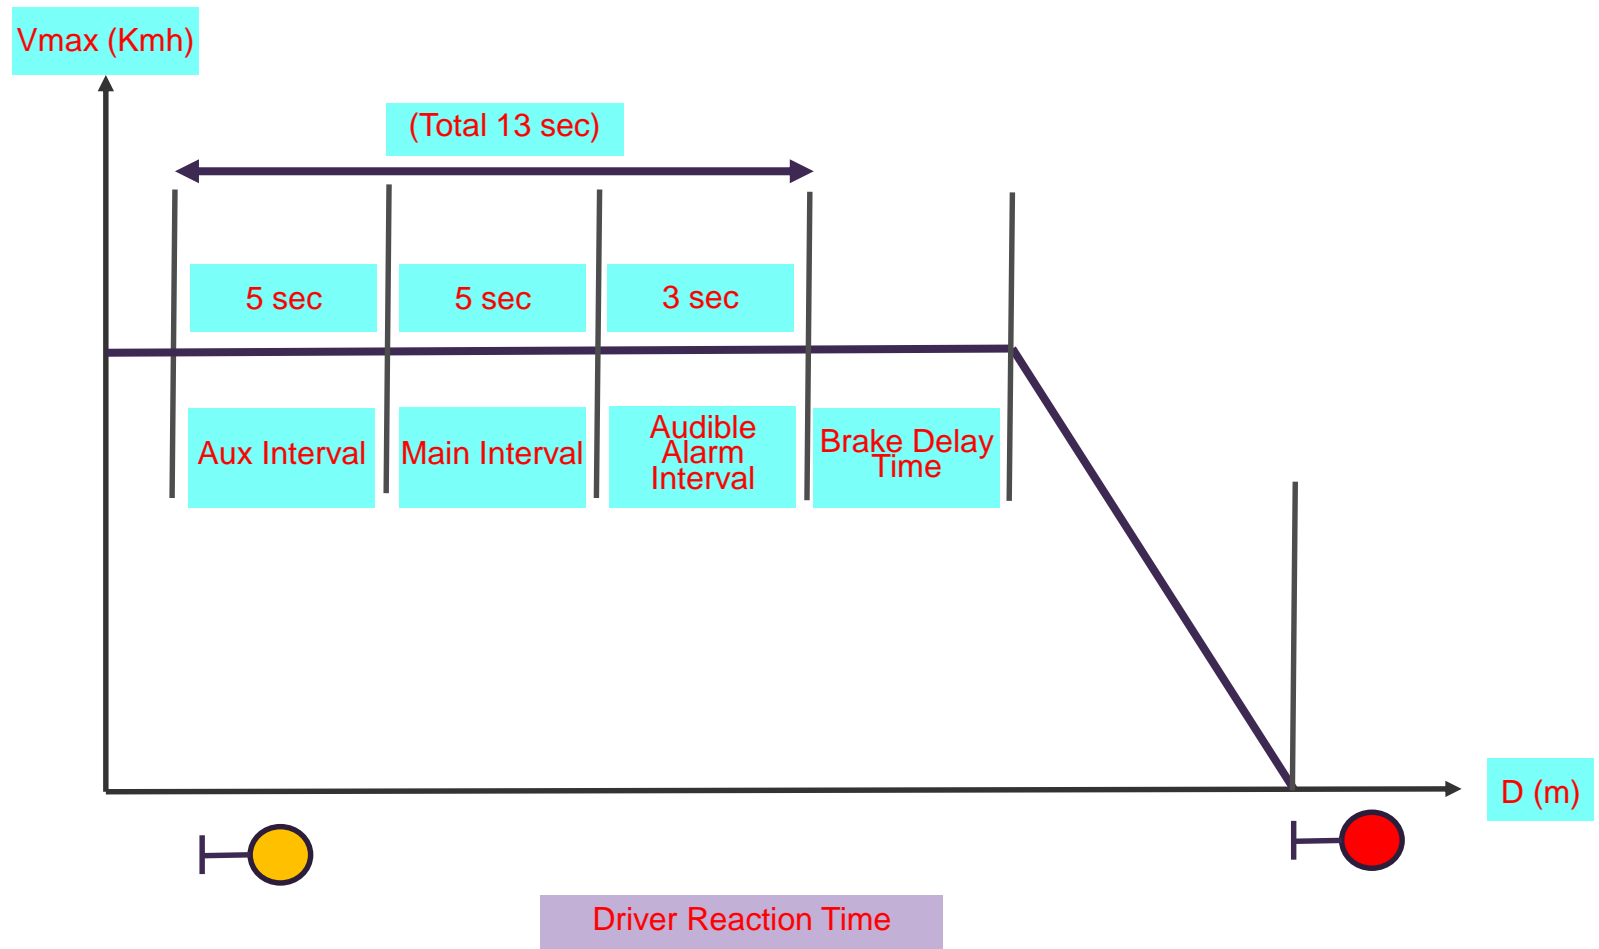 Vmax (Kmh)
(Total 13 sec)
5 sec
5 sec
3 sec
Aux Interval
Main Interval
Audible
Alarm
Interval
Brake Delay
Time
D (m)
Driver Reaction Time